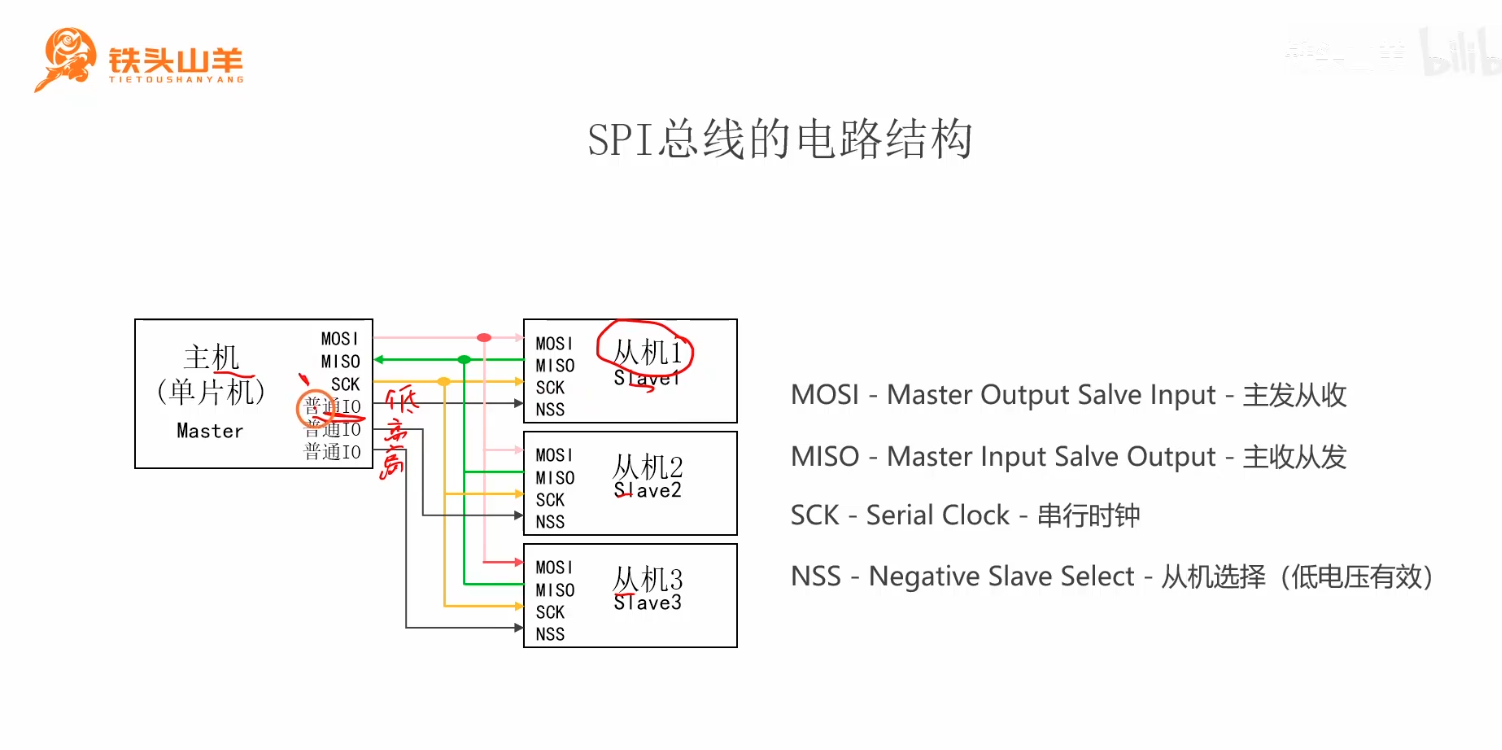 铁头山羊
TIETOUSHANYANG
bilib
SPI总线的电路结构
主机
(单片机)
Master
MOSI
MISO
SCK
普通IO
普通IO
普通IO
低
高
高
MOSI
MISO
SCK
NSS
从机1
Slave1
MOSI
MISO
SCK
NSS
从机2
Slave2
MOSI
MISO
SCK
NSS
从机3
Slave3
MOSI - Master Output Salve Input - 主发从收
MISO - Master Input Salve Output - 主收从发
SCK - Serial Clock - 串行时钟
NSS - Negative Slave Select - 从机选择（低电压有效）